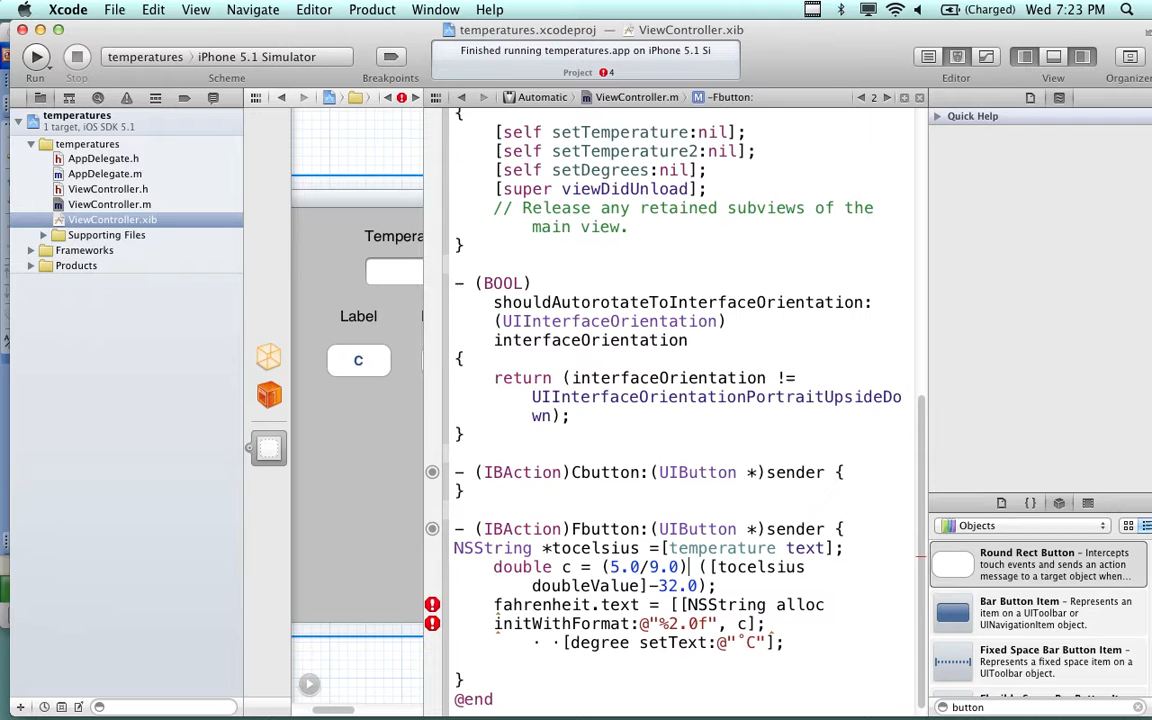 Xcode File Edit View Navigate Editor Product Window Help (Charged) Wed 7:23 PM
temperatures.xcodeproj — ViewController.xib
Finished running temperatures.app on iPhone 5.1 Si
Project 4
temperatures iPhone 5.1 Simulator
Run Stop Scheme Breakpoints Editor View Organizer
Automatic ViewController.m M -Fbutton: 2
temperatures
1 target, iOS SDK 5.1
temperatures
AppDelegate.h
AppDelegate.m
ViewController.h
ViewController.m
ViewController.xib
Supporting Files
Frameworks
Products
Tempera
Label
C
{
[self setTemperature:nil];
[self setTemperature2:nil];
[self setDegrees:nil];
[super viewDidUnload];
// Release any retained subviews of the
main view.
}
- (BOOL)
shouldAutorotateToInterfaceOrientation:
(UIInterfaceOrientation)
interfaceOrientation
{
return (interfaceOrientation !=
UIInterfaceOrientationPortraitUpsideDo
wn);
}
- (IBAction)Cbutton:(UIButton *)sender {
}
- (IBAction)Fbutton:(UIButton *)sender {
NSString *tocelsius =[temperature text];
double c = (5.0/9.0) ([tocelsius
doubleValue]-32.0);
fahrenheit.text = [[NSString alloc
initWithFormat:@"%2.0f", c];
· ·[degree setText:@"˚C"];
}
@end
Quick Help
{ }
Objects
Round Rect Button – Intercepts
touch events and sends an action
message to a target object when...
Bar Button Item – Represents
an item on a UIToolbar or
UINavigationItem object.
Fixed Space Bar Button Item –
Represents a fixed space item on a
UIToolbar object.
button